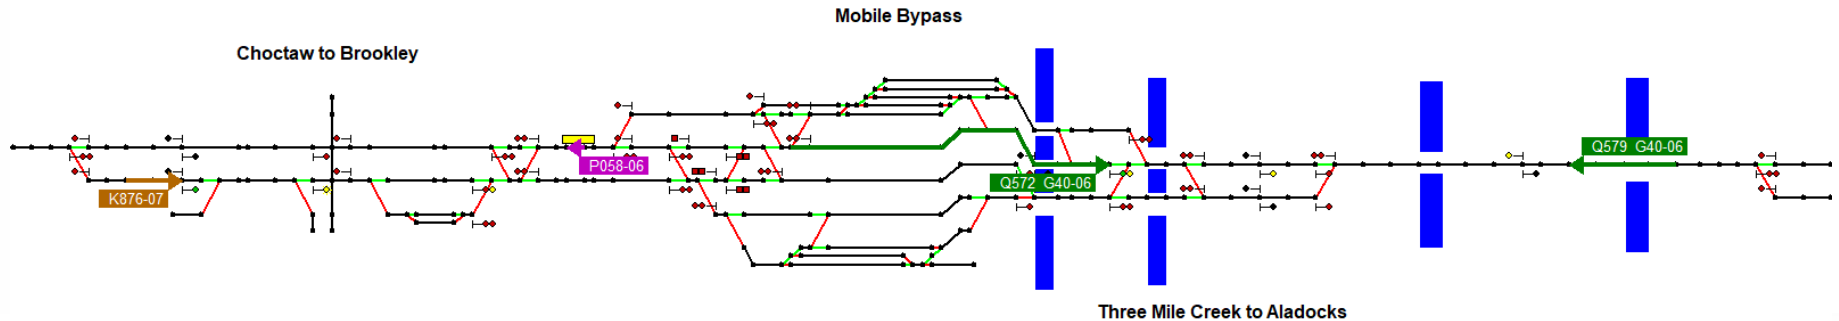 Mobile Bypass
Choctaw to Brookley
Q579 G40-06
P058-06
Q572 G40-06
K876-07
Three Mile Creek to Aladocks